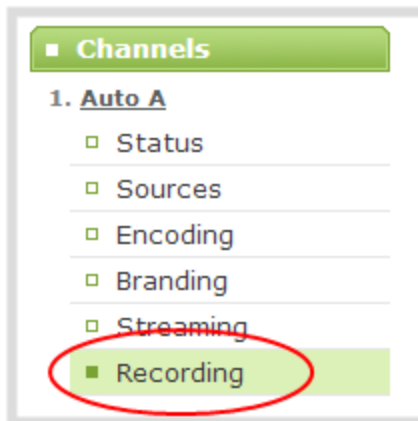 Channels
1. Auto A
Status
Sources
Encoding
Branding
Streaming
Recording